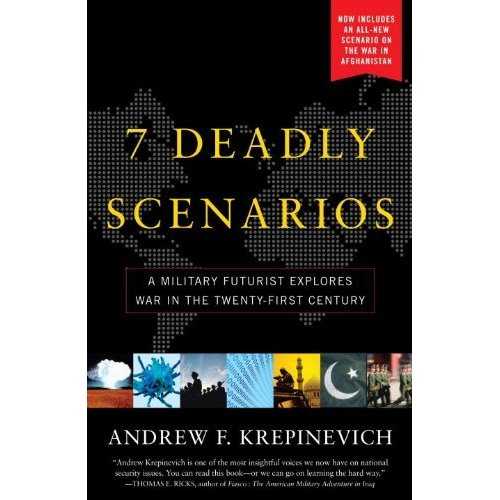 NOW INCLUDES
AN ALL-NEW
SCENARIO ON
THE WAR IN
AFGHANISTAN
7 DEADLY
SCENARIOS
A MILITARY FUTURIST EXPLORES
WAR IN THE TWENTY-FIRST CENTURY
ANDREW F. KREPINEVICH
"Andrew Krepinevich is one of the most insightful voices we now have on national
security issues. You can read this book—or we can go on learning the hard way."
—THOMAS E. RICKS, author of Fiasco : The American Military Adventure in Iraq